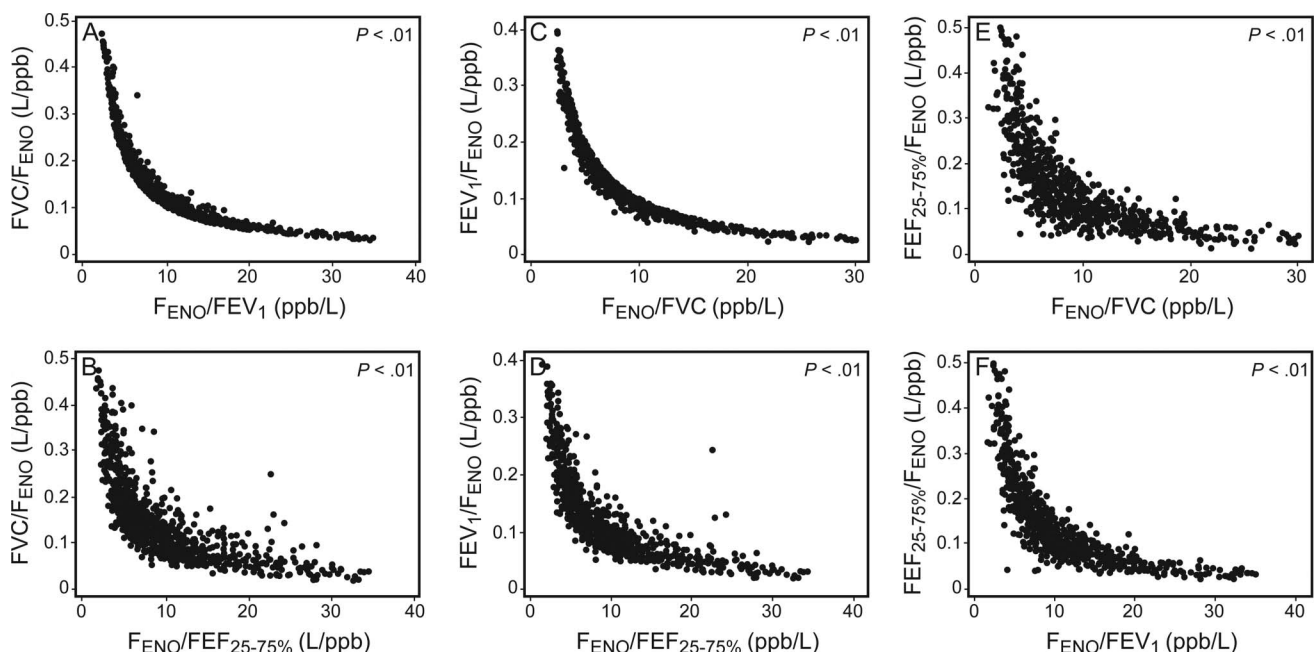 A
P < .01
FVC/FENO (L/ppb)
0.5
0.4
0.3
0.2
0.1
0
0 10 20 30 40
FENO/FEV1 (ppb/L)
C
P < .01
FEV1/FENO (L/ppb)
0.4
0.3
0.2
0.1
0
0 5 10 15 20 25 30
FENO/FVC (ppb/L)
E
P < .01
FEF25-75%/FENO (L/ppb)
0.5
0.4
0.3
0.2
0.1
0
0 10 20 30
FENO/FVC (ppb/L)
B
P < .01
FVC/FENO (L/ppb)
0.5
0.4
0.3
0.2
0.1
0
0 10 20 30 40
FENO/FEF25-75% (L/ppb)
D
P < .01
FEV1/FENO (L/ppb)
0.4
0.3
0.2
0.1
0
0 10 20 30 40
FENO/FEF25-75% (ppb/L)
F
P < .01
FEF25-75%/FENO (L/ppb)
0.5
0.4
0.3
0.2
0.1
0
0 10 20 30 40
FENO/FEV1 (ppb/L)